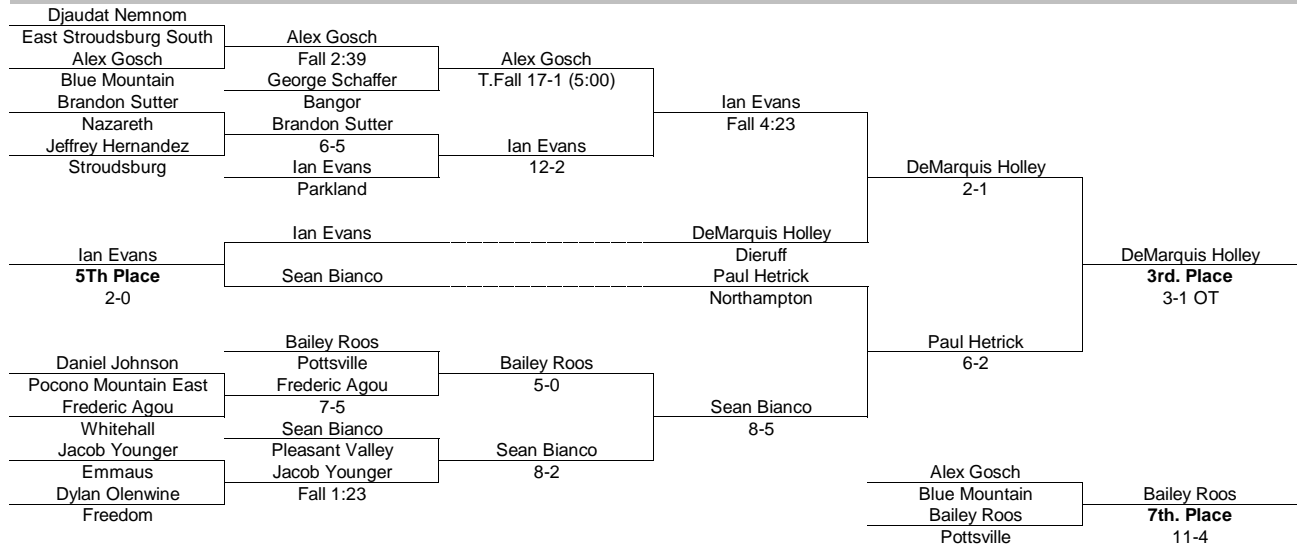 Djaudat Nemnom
East Stroudsburg South
Alex Gosch
Alex Gosch
Fall 2:39
Alex Gosch
Blue Mountain
George Schaffer
T.Fall 17-1 (5:00)
Brandon Sutter
Bangor
Ian Evans
Nazareth
Brandon Sutter
Fall 4:23
Jeffrey Hernandez
6-5
Ian Evans
Stroudsburg
Ian Evans
12-2
DeMarquis Holley
Parkland
2-1
Ian Evans
DeMarquis Holley
Ian Evans
Dieruff
DeMarquis Holley
5Th Place
Sean Bianco
Paul Hetrick
3rd. Place
2-0
Northampton
3-1 OT
Bailey Roos
Paul Hetrick
Daniel Johnson
Pottsville
Bailey Roos
6-2
Pocono Mountain East
Frederic Agou
5-0
Frederic Agou
7-5
Sean Bianco
Whitehall
Sean Bianco
8-5
Jacob Younger
Pleasant Valley
Sean Bianco
Emmaus
Jacob Younger
8-2
Alex Gosch
Dylan Olenwine
Fall 1:23
Blue Mountain
Bailey Roos
Freedom
Bailey Roos
7th. Place
Pottsville
11-4